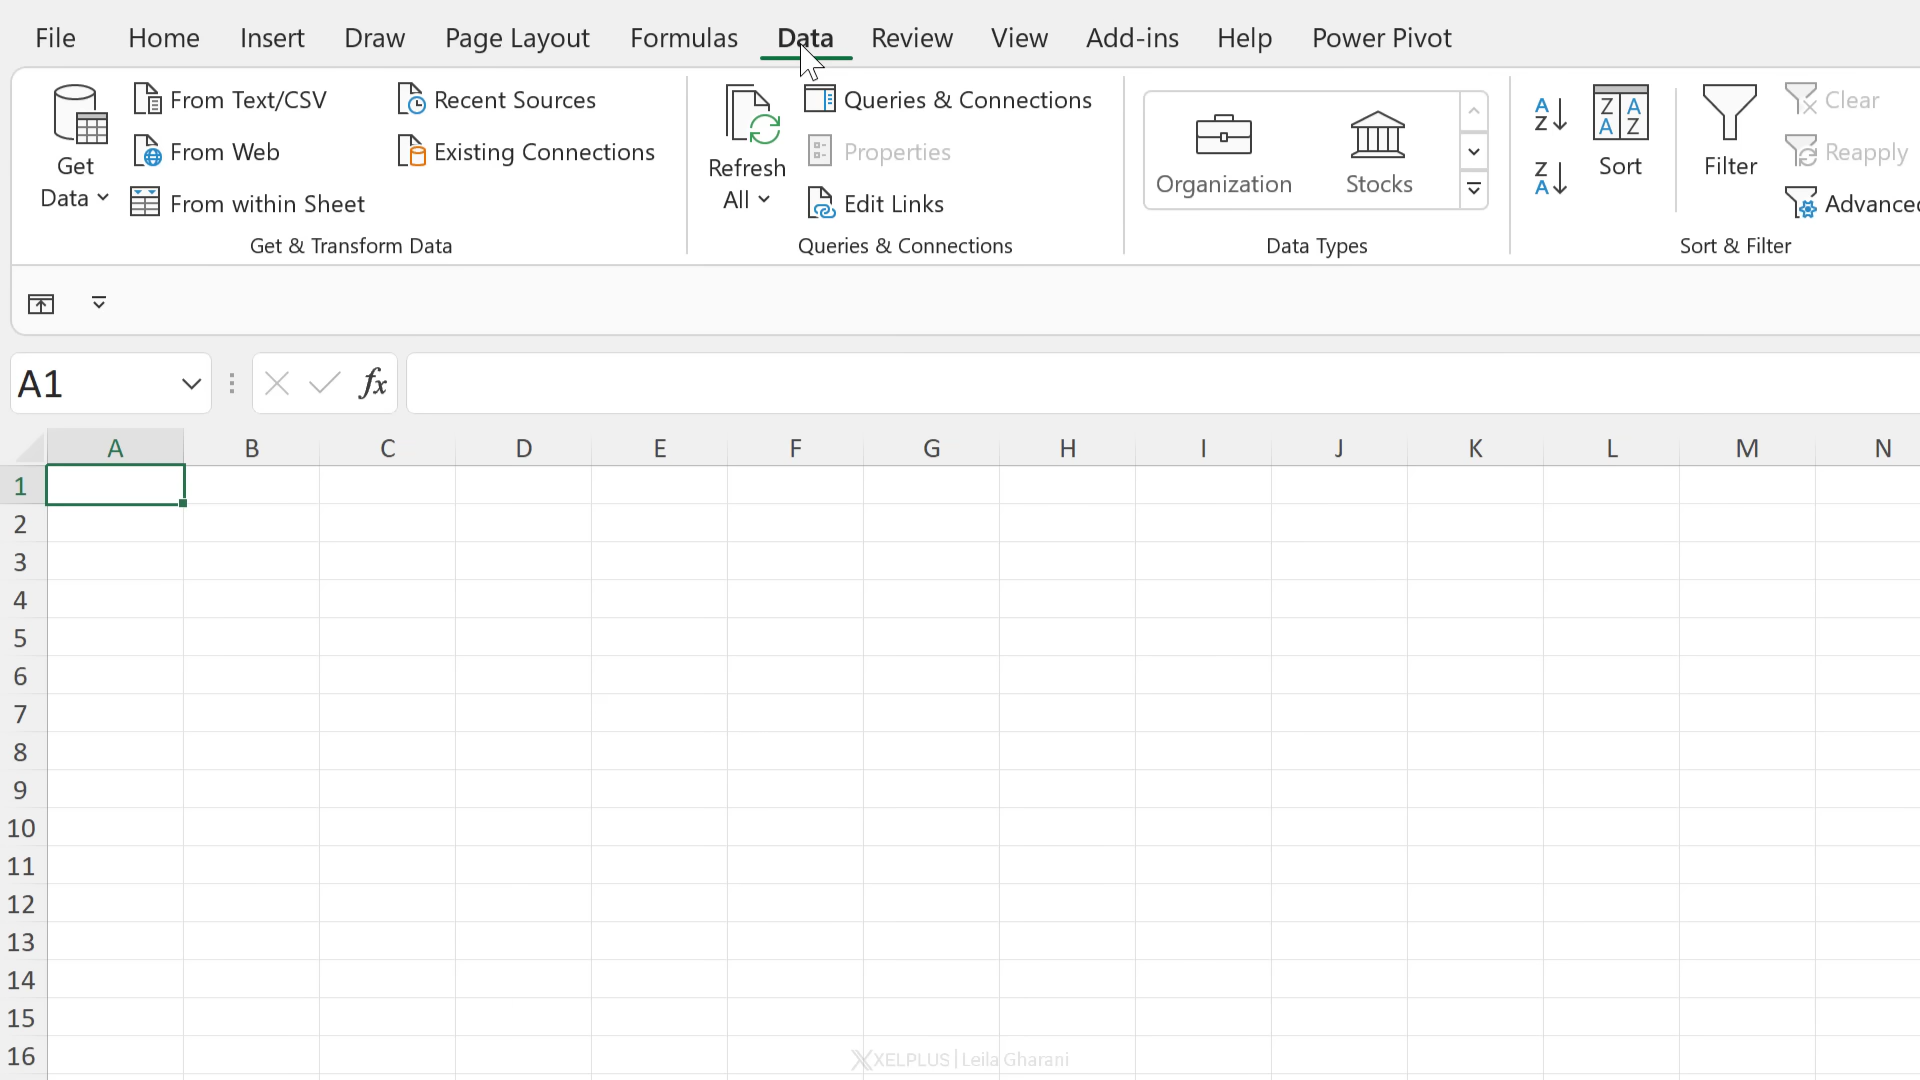 File Home Insert Draw Page Layout Formulas Data Review View Add-ins Help Power Pivot
Get Data
From Text/CSV
From Web
From within Sheet
Recent Sources
Existing Connections
Get & Transform Data
Refresh All
Queries & Connections
Properties
Edit Links
Queries & Connections
Organization
Stocks
Data Types
A Z
Z A
Z A A Z
Sort
Filter
Clear
Reapply
Advanced
Sort & Filter
A1
fx
A B C D E F G H I J K L M N
1
2
3
4
5
6
7
8
9
10
11
12
13
14
15
16
XELPLUS | Leila Gharani